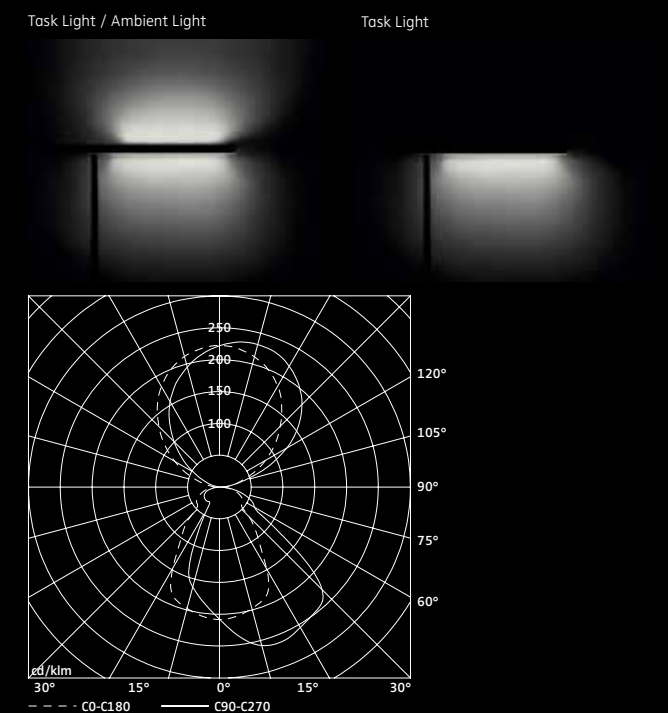 Task Light / Ambient Light
Task Light
250
200
150
100
120°
105°
90°
75°
60°
cd/klm
30° 15° 0° 15° 30°
C0-C180 C90-C270